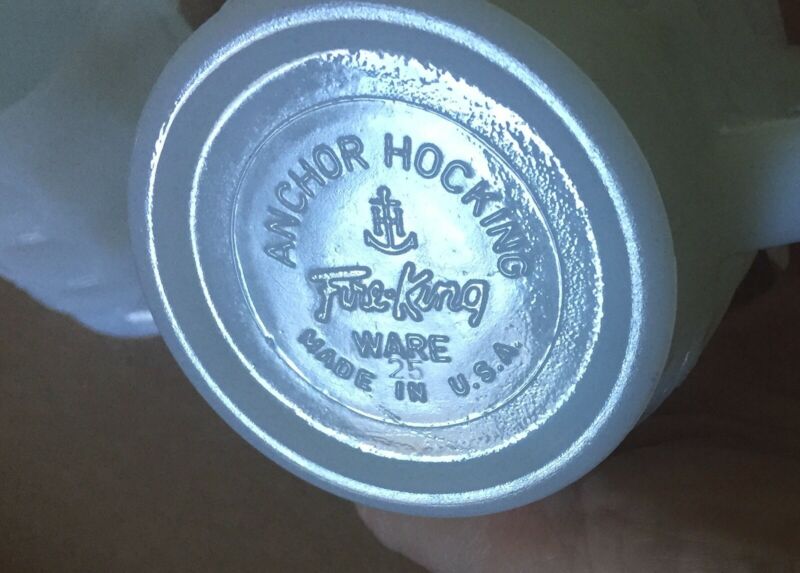 ANCHOR HOCKING
Fire-King
WARE
25
MADE IN U.S.A.